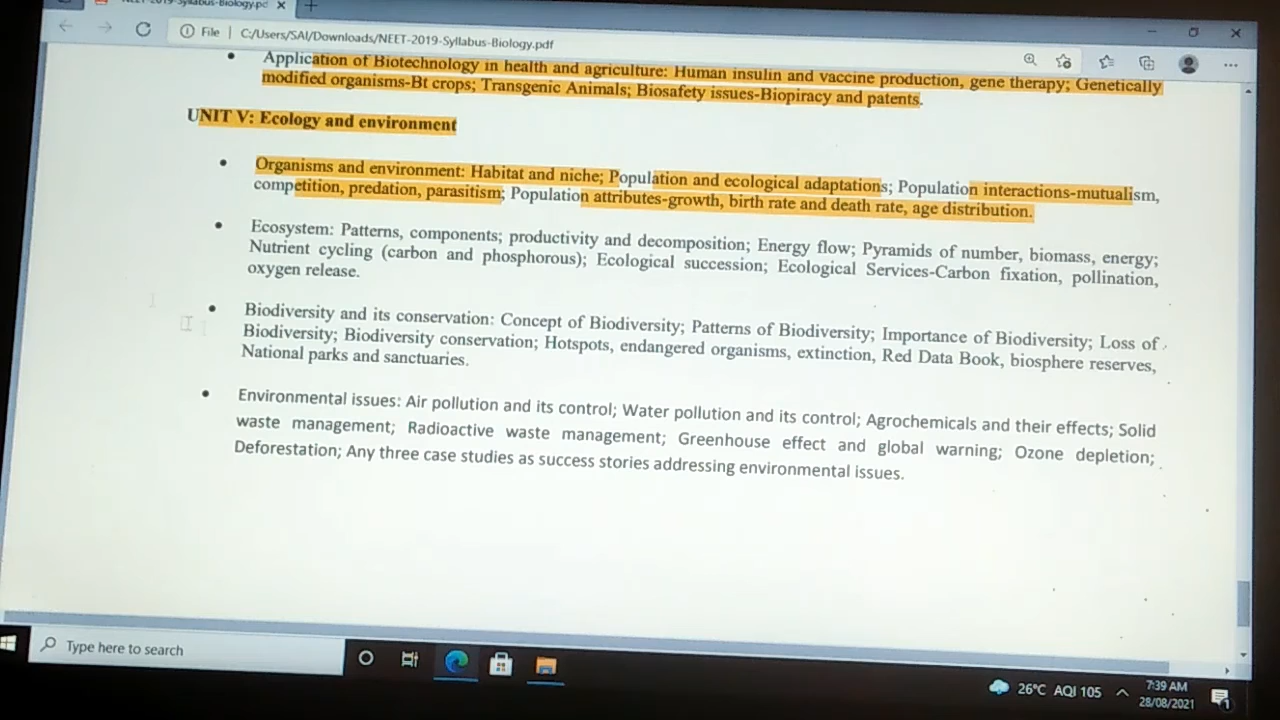 NEET-2019-Syllabus-Biology.pd
File
C:/Users/SAI/Downloads/NEET-2019-Syllabus-Biology.pdf
• Application of Biotechnology in health and agriculture: Human insulin and vaccine production, gene therapy; Genetically
modified organisms-Bt crops; Transgenic Animals; Biosafety issues-Biopiracy and patents.
UNIT V: Ecology and environment
• Organisms and environment: Habitat and niche; Population and ecological adaptations; Population interactions-mutualism,
competition, predation, parasitism; Population attributes-growth, birth rate and death rate, age distribution.
• Ecosystem: Patterns, components; productivity and decomposition; Energy flow; Pyramids of number, biomass, energy;
Nutrient cycling (carbon and phosphorous); Ecological succession; Ecological Services-Carbon fixation, pollination,
oxygen release.
• Biodiversity and its conservation: Concept of Biodiversity; Patterns of Biodiversity; Importance of Biodiversity; Loss of
Biodiversity; Biodiversity conservation; Hotspots, endangered organisms, extinction, Red Data Book, biosphere reserves,
National parks and sanctuaries.
• Environmental issues: Air pollution and its control; Water pollution and its control; Agrochemicals and their effects; Solid
waste management; Radioactive waste management; Greenhouse effect and global warning; Ozone depletion;
Deforestation; Any three case studies as success stories addressing environmental issues.
Type here to search
26°C AQI 105
7:39 AM
28/08/2021
1